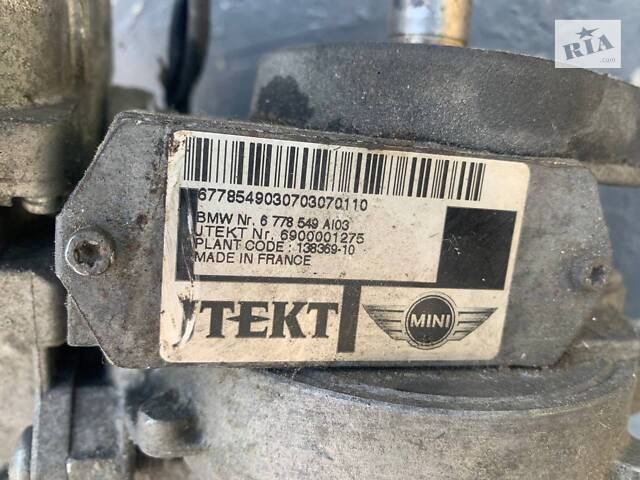 RIA
.com
6778549030703070110
BMW Nr. 6 778 549 AI03
JTEKT Nr. 6900001275
PLANT CODE : 138369-10
MADE IN FRANCE
JTEKT
MINI